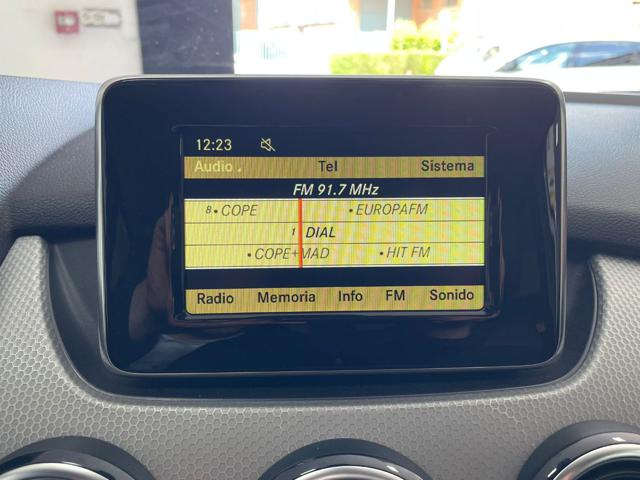 12:23
Audio Tel Sistema
FM 91.7 MHz
8 • COPE • EUROPAFM
1 DIAL
• COPE+MAD • HIT FM
Radio Memoria Info FM Sonido